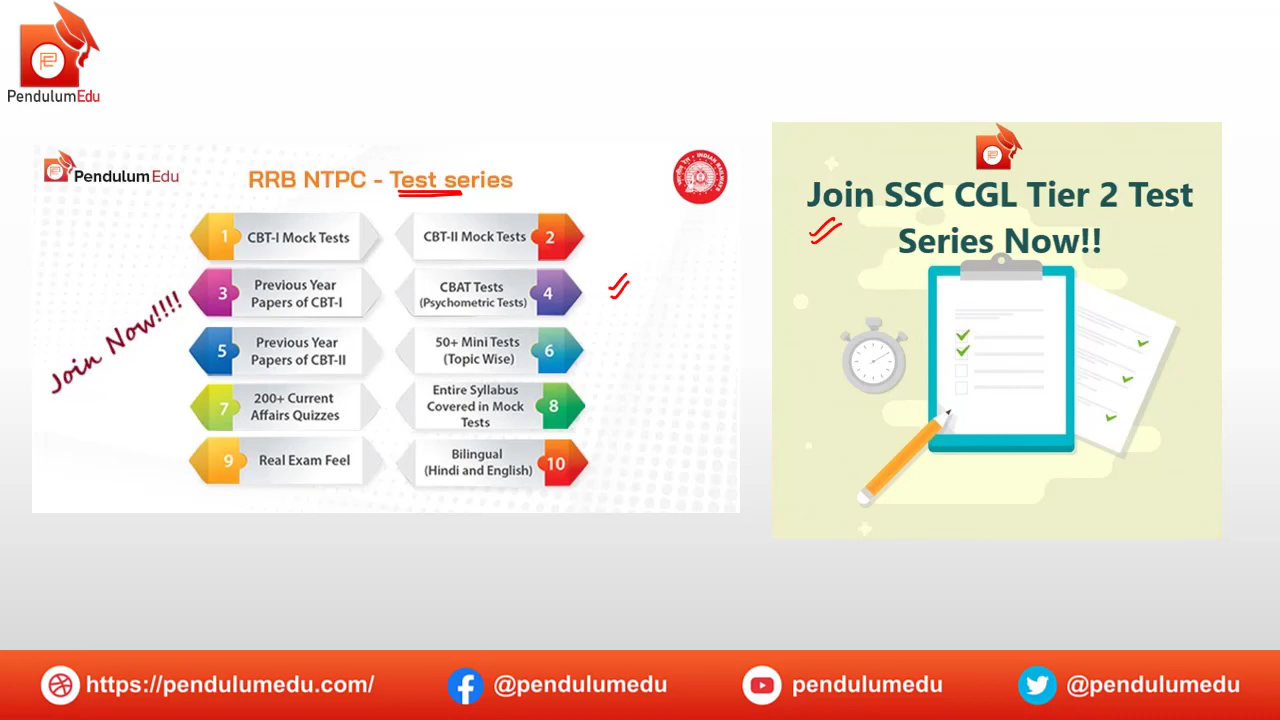 PendulumEdu
PendulumEdu
RRB NTPC - Test series
1
CBT-I Mock Tests
CBT-II Mock Tests
2
3
Previous Year
Papers of CBT-I
CBAT Tests
(Psychometric Tests)
4
5
Previous Year
Papers of CBT-II
50+ Mini Tests
(Topic Wise)
6
7
200+ Current
Affairs Quizzes
Entire Syllabus
Covered in Mock
Tests
8
9
Real Exam Feel
Bilingual
(Hindi and English)
10
Join Now!!!!
Join SSC CGL Tier 2 Test
Series Now!!
https://pendulumedu.com/
@pendulumedu
pendulumedu
@pendulumedu